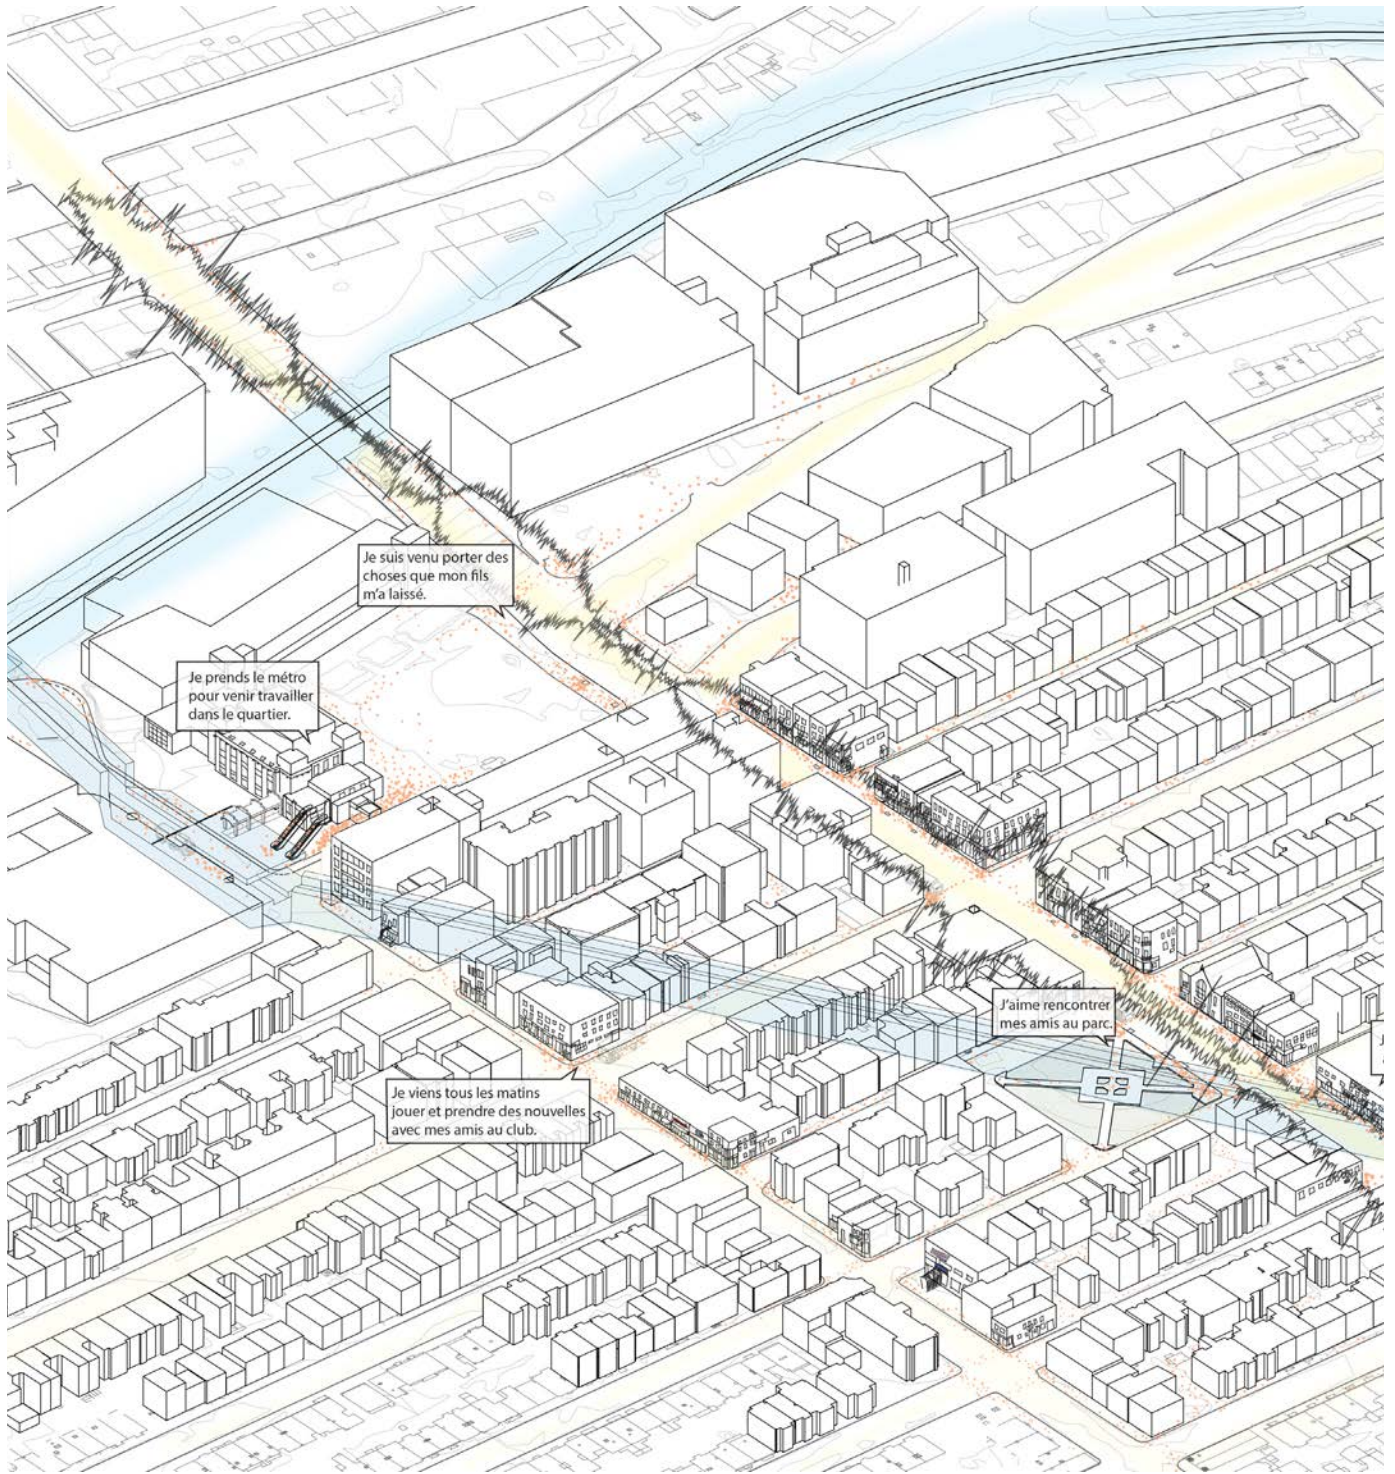 Je suis venu porter des
choses que mon fils
m'a laissé.
Je prends le métro
pour venir travailler
dans le quartier.
J'aime rencontrer
mes amis au parc.
Je viens tous les matins
jouer et prendre des nouvelles
avec mes amis au club.